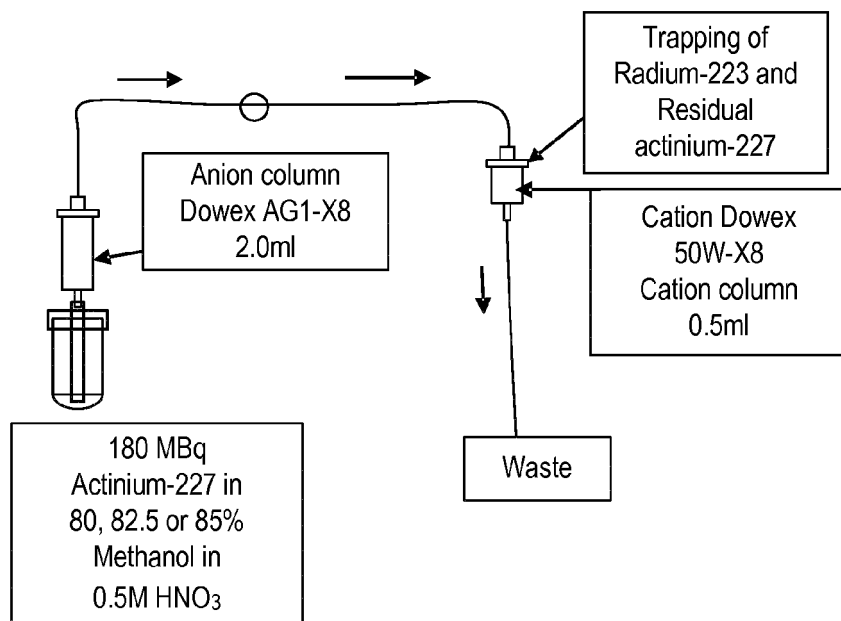 Trapping of
Radium-223 and
Residual
actinium-227
Anion column
Dowex AG1-X8
2.0ml
Cation Dowex
50W-X8
Cation column
0.5ml
180 MBq
Actinium-227 in
80, 82.5 or 85%
Methanol in
0.5M HNO₃
Waste